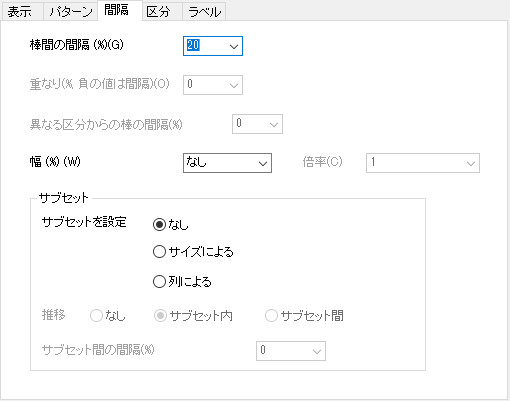 表示 パターン 間隔 区分 ラベル
棒間の間隔 (%)(G) 20
重なり(% 負の値は間隔)(O) 0
異なる区分からの棒の間隔(%) 0
幅 (%) (W) なし 倍率(C) 1
サブセット
サブセットを設定 なし
サイズによる
列による
推移 なし サブセット内 サブセット間
サブセット間の間隔(%) 0